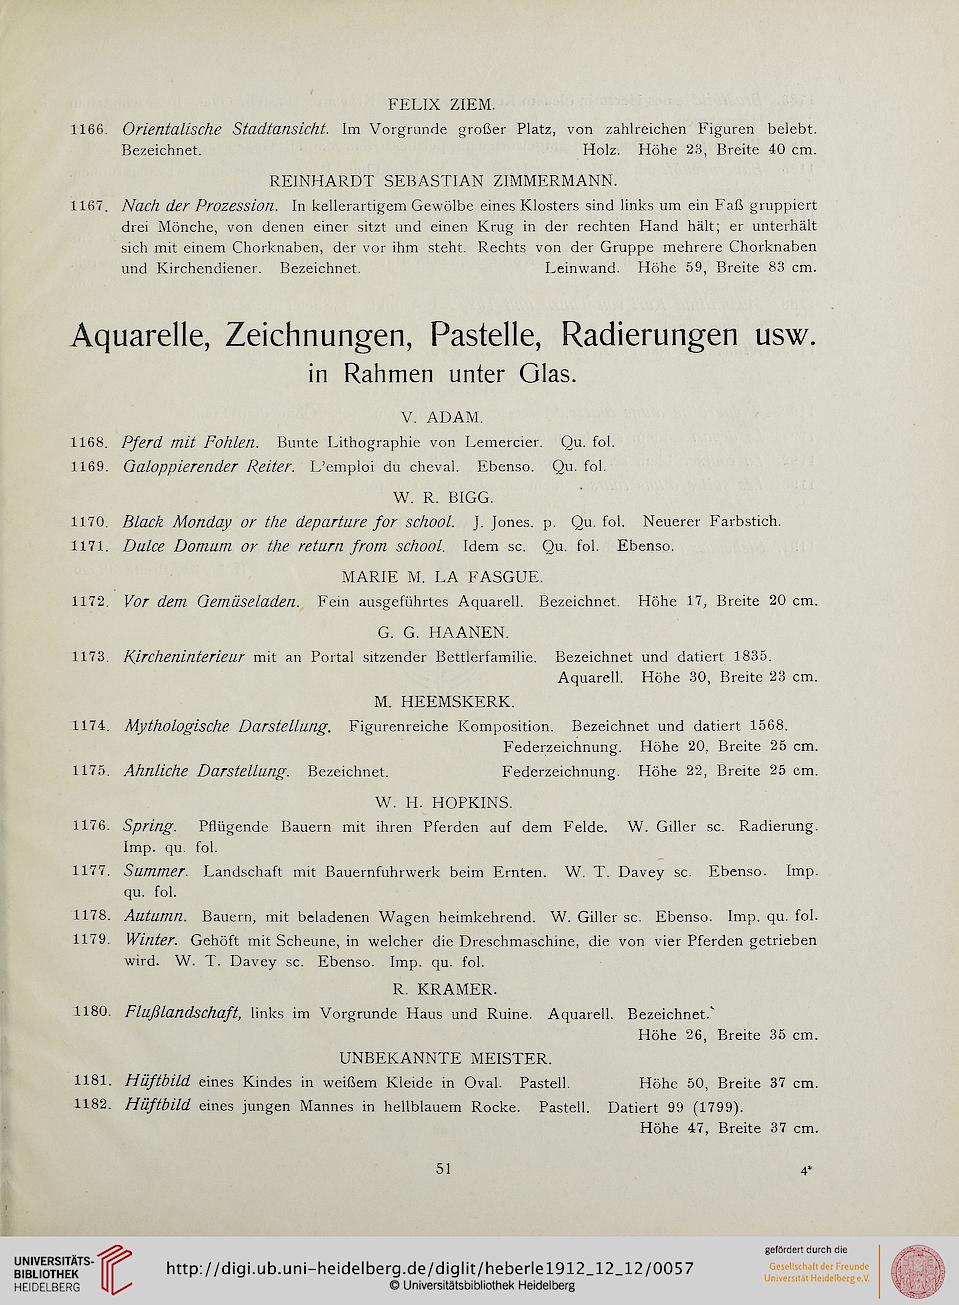 FELIX ZIEM.
1166. Orientalische Stadtansicht. Im Vorgrunde großer Platz, von zahlreichen Figuren belebt.
Bezeichnet. Holz. Höhe 23, Breite 40 cm.
REINHARDT SEBASTIAN ZIMMERMANN.
1167. Nach der Prozession. In kellerartigem Gewölbe eines Klosters sind links um ein Faß gruppiert
drei Mönche, von denen einer sitzt und einen Krug in der rechten Hand hält; er unterhält
sich mit einem Chorknaben, der vor ihm steht. Rechts von der Gruppe mehrere Chorknaben
und Kirchendiener. Bezeichnet. Leinwand. Höhe 59, Breite 83 cm.
Aquarelle, Zeichnungen, Pastelle, Radierungen usw.
in Rahmen unter Glas.
V. ADAM.
1168. Pferd mit Fohlen. Bunte Lithographie von Lemercier. Qu. fol.
1169. Galoppierender Reiter. L'emploi du cheval. Ebenso. Qu. fol.
W. R. BIGG.
1170. Black Monday or the departure for school. J. Jones. p. Qu. fol. Neuerer Farbstich.
1171. Dulce Domum or the return from school. Idem sc. Qu. fol. Ebenso.
MARIE M. LA FASGUE.
1172. Vor dem Gemüseladen. Fein ausgeführtes Aquarell. Bezeichnet. Höhe 17, Breite 20 cm.
G. G. HAANEN.
1173. Kircheninterieur mit an Portal sitzender Bettlerfamilie. Bezeichnet und datiert 1835.
Aquarell. Höhe 30, Breite 23 cm.
M. HEEMSKERK.
1174. Mythologische Darstellung. Figurenreiche Komposition. Bezeichnet und datiert 1568.
Federzeichnung. Höhe 20, Breite 25 cm.
1175. Ähnliche Darstellung. Bezeichnet. Federzeichnung. Höhe 22, Breite 25 cm.
W. H. HOPKINS.
1176. Spring. Pflügende Bauern mit ihren Pferden auf dem Felde. W. Giller sc. Radierung.
Imp. qu. fol.
1177. Summer. Landschaft mit Bauernfuhrwerk beim Ernten. W. T. Davey sc. Ebenso. Imp.
qu. fol.
1178. Autumn. Bauern, mit beladenen Wagen heimkehrend. W. Giller sc. Ebenso. Imp. qu. fol.
1179. Winter. Gehöft mit Scheune, in welcher die Dreschmaschine, die von vier Pferden getrieben
wird. W. T. Davey sc. Ebenso. Imp. qu. fol.
R. KRAMER.
1180. Flußlandschaft, links im Vorgrunde Haus und Ruine. Aquarell. Bezeichnet.
Höhe 26, Breite 35 cm.
UNBEKANNTE MEISTER.
1181. Hüftbild eines Kindes in weißem Kleide in Oval. Pastell. Höhe 50, Breite 37 cm.
1182. Hüftbild eines jungen Mannes in hellblauem Rocke. Pastell. Datiert 99 (1799).
Höhe 47, Breite 37 cm.
51 4*
UNIVERSITÄTS-
BIBLIOTHEK
HEIDELBERG
http://digi.ub.uni-heidelberg.de/diglit/heberle1912_12_12/0057
© Universitätsbibliothek Heidelberg
gefördert durch die
Gesellschaft der Freunde
Universität Heidelberg e.V.